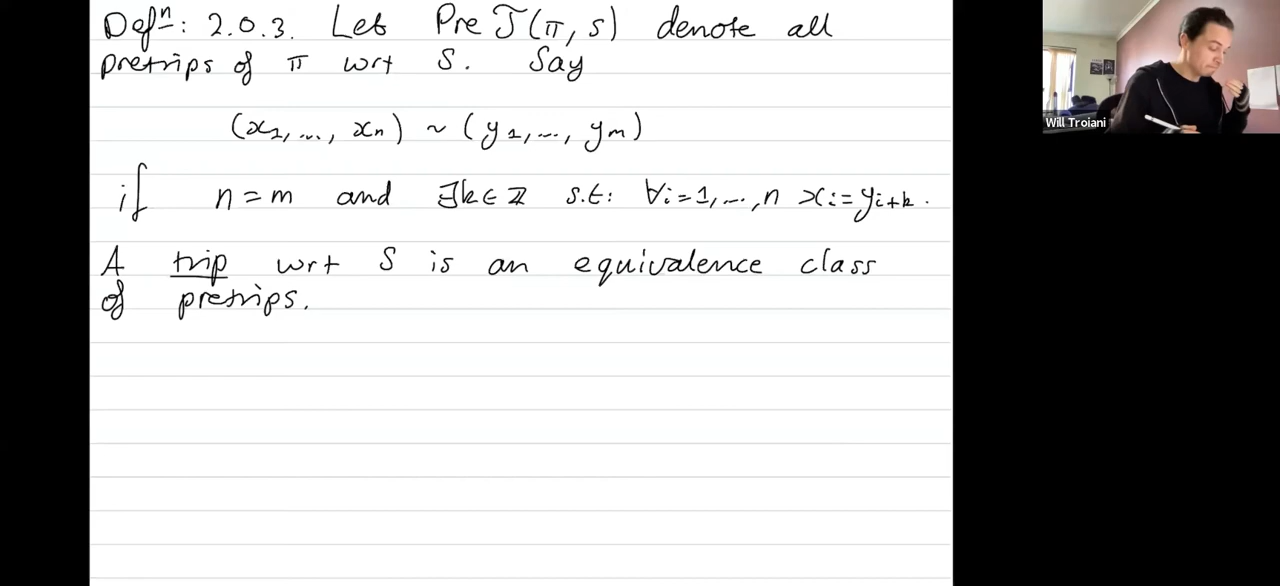 Defⁿ: 2.0.3. Let Pre𝒯(π, S) denote all
pretrips of π wrt S. Say
(x₁, ..., xₙ) ~ (y₁, ..., yₘ)
if n = m and ∃k ∈ ℤ s.t: ∀i = 1, ..., n xᵢ = yᵢ₊ₖ.
A trip wrt S is an equivalence class
of pretrips.
Will Troiani